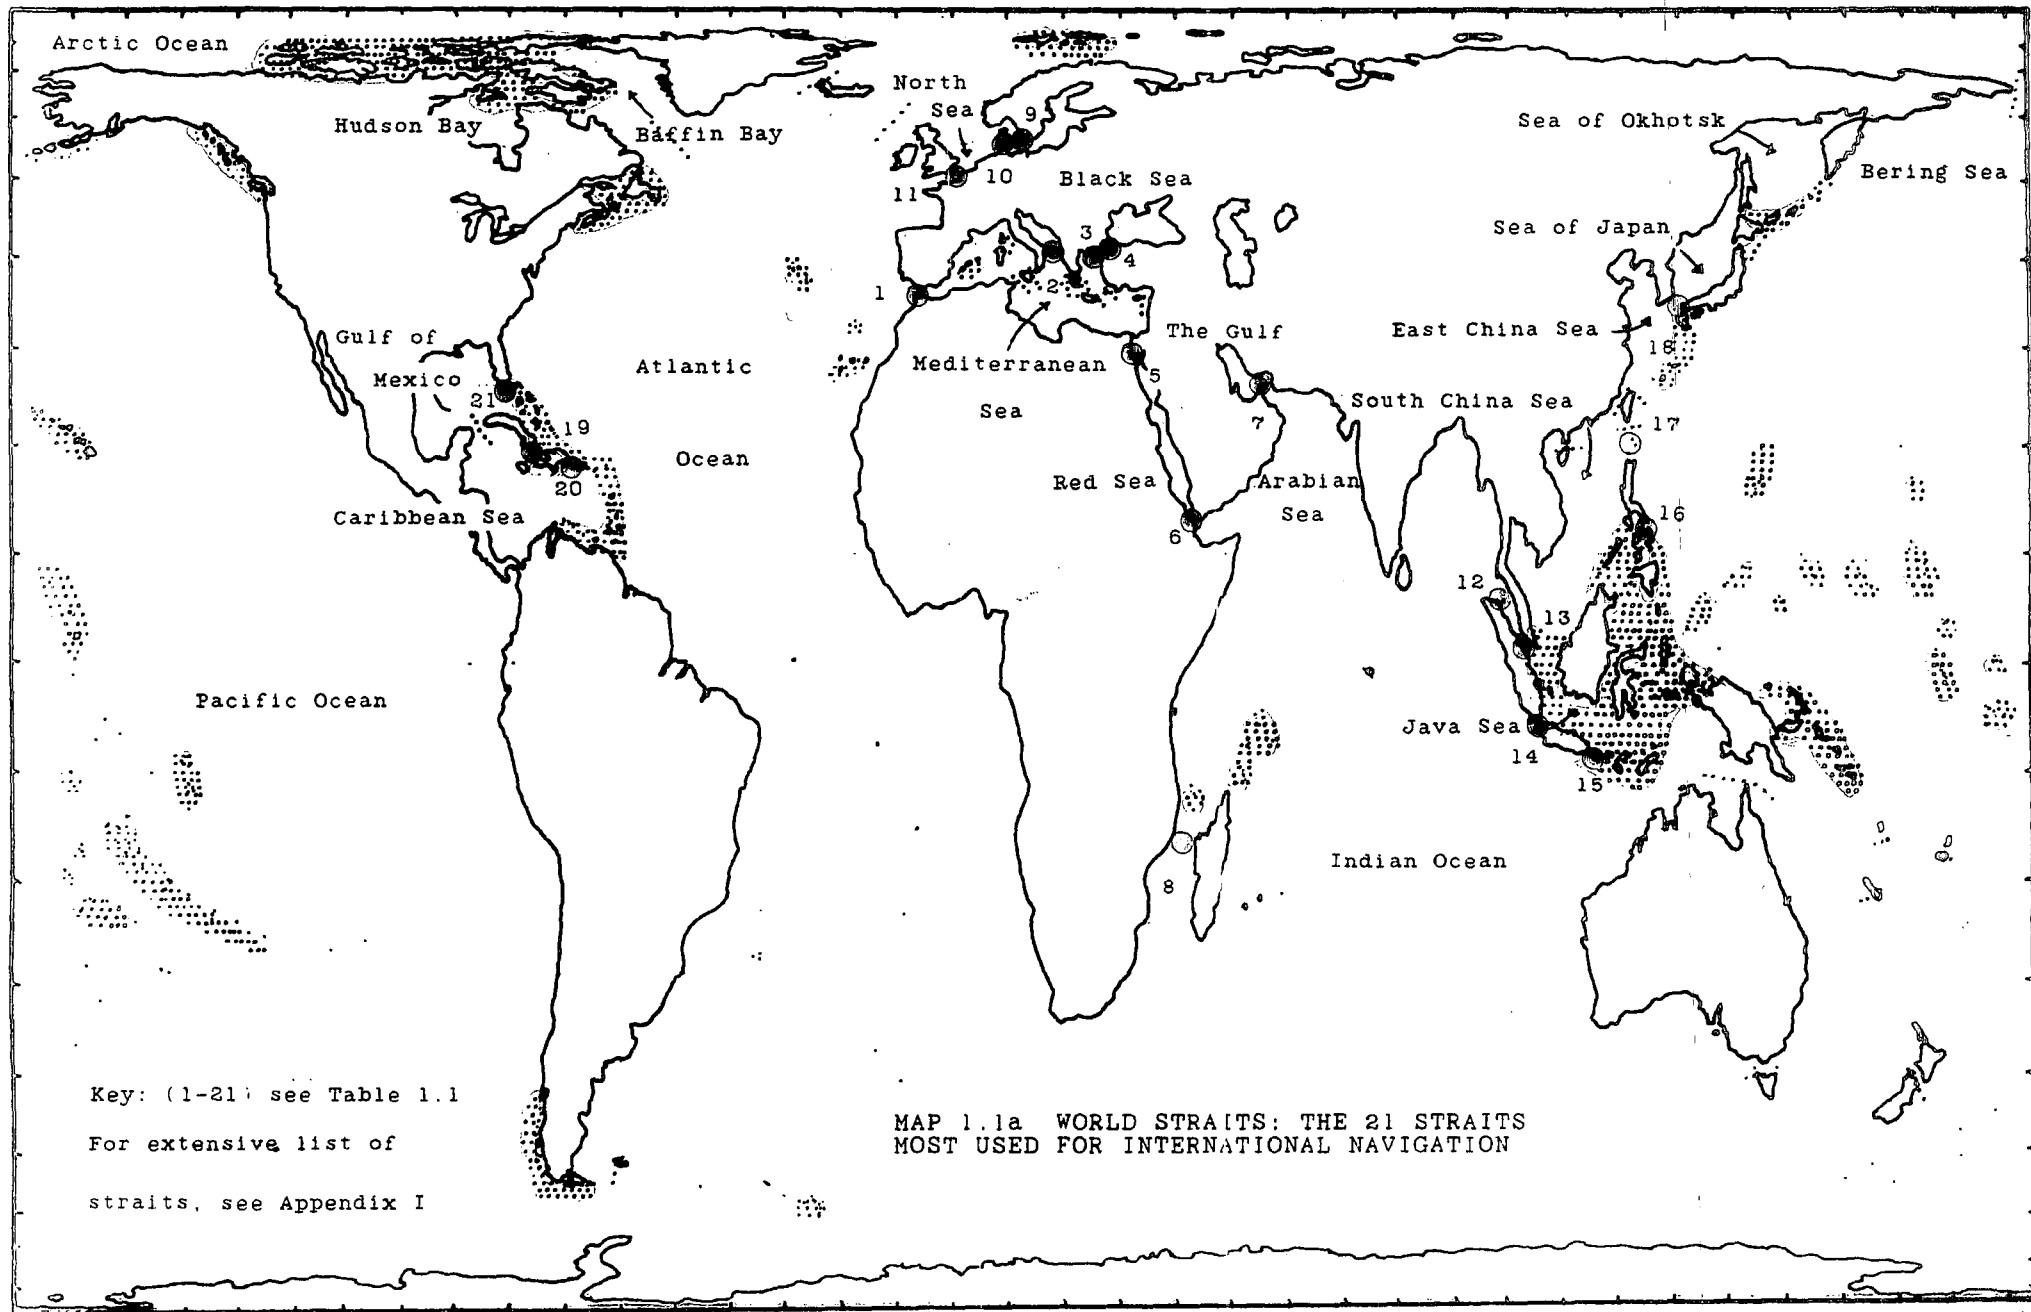 Arctic Ocean
North
Sea
9
Hudson Bay
Baffin Bay
Sea of Okhotsk
Bering Sea
11
10
Black Sea
Sea of Japan
3
4
1
2
Gulf of
Mexico
Atlantic
Ocean
Mediterranean
Sea
The Gulf
East China Sea
18
5
21
7
South China Sea
17
19
20
Red Sea
Arabian
Sea
Caribbean Sea
6
16
12
13
Pacific Ocean
Java Sea
14
15
8
Indian Ocean
Key: (1-21) see Table 1.1
For extensive list of
straits, see Appendix I
MAP 1.1a WORLD STRAITS: THE 21 STRAITS
MOST USED FOR INTERNATIONAL NAVIGATION